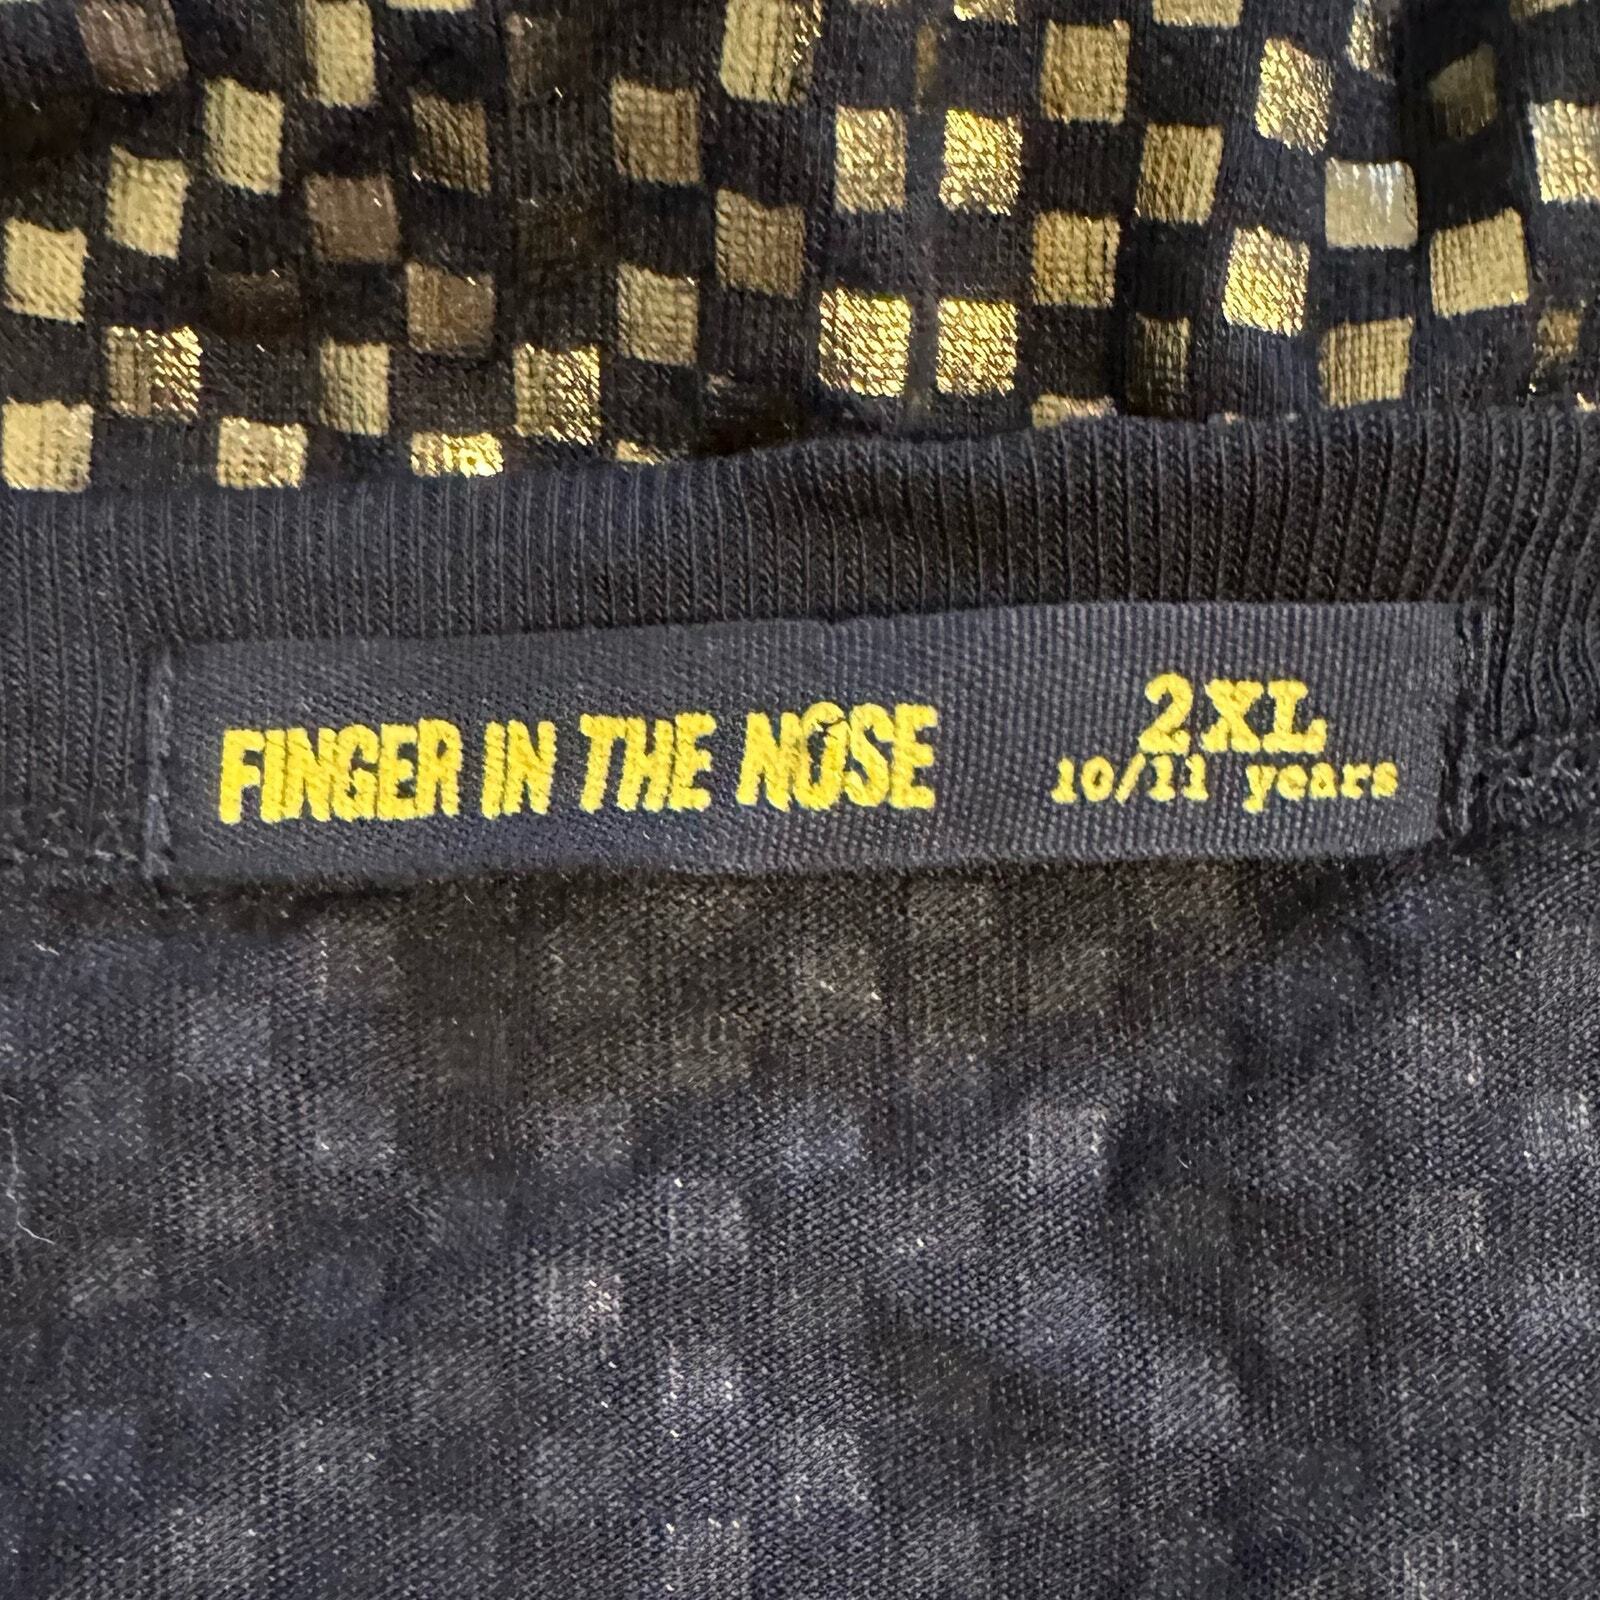 FINGER IN THE NOSE
2XL
10/11 years